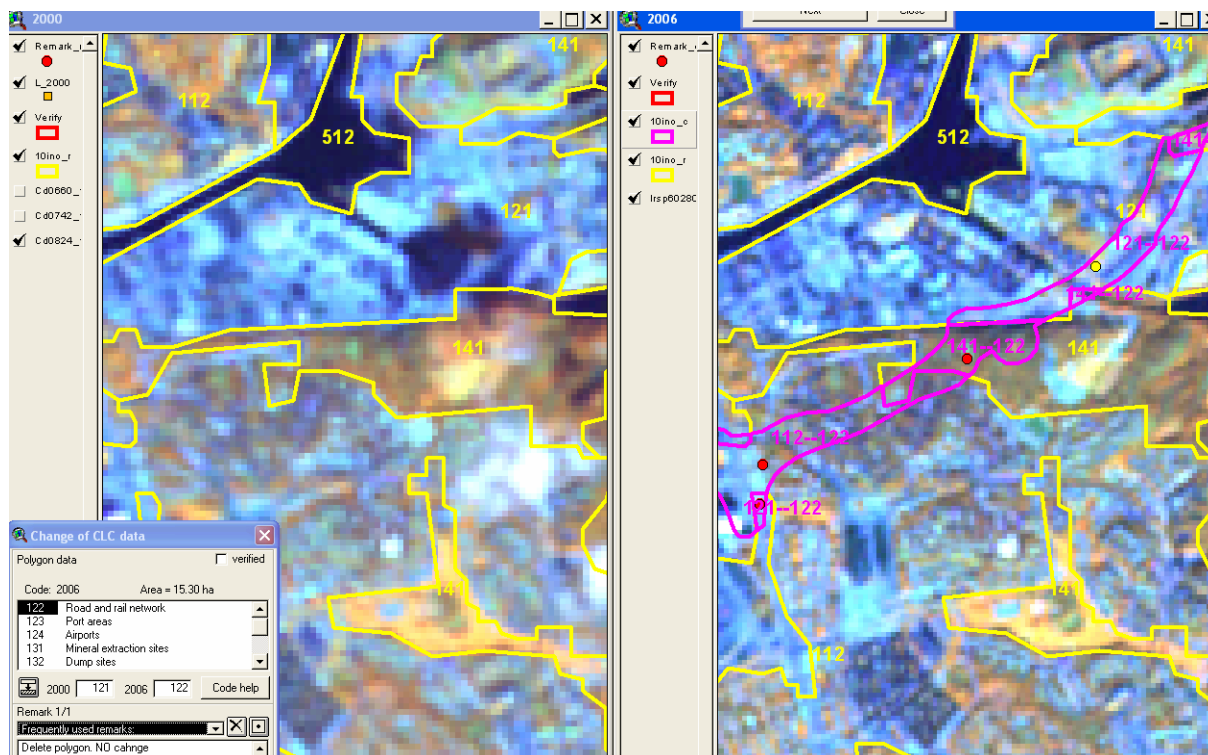 2000
Remark_
L_2000
Verify
10ino_r
Cd0660_
Cd0742_
Cd0824_
141
112
512
121
141
141
Change of CLC data
Polygon data
verified
Code: 2006 Area = 15.30 ha
122 Road and rail network
123 Port areas
124 Airports
131 Mineral extraction sites
132 Dump sites
2000 121 2006 122 Code help
Remark 1/1
Frequently used remarks:
Delete polygon. NO cahnge
2006
Next Close
Remark_
Verify
10ino_c
10ino_r
Irsp6028
141
112
512
141
121
121--122
141--122
141--122
141
112--122
121--122
141
112